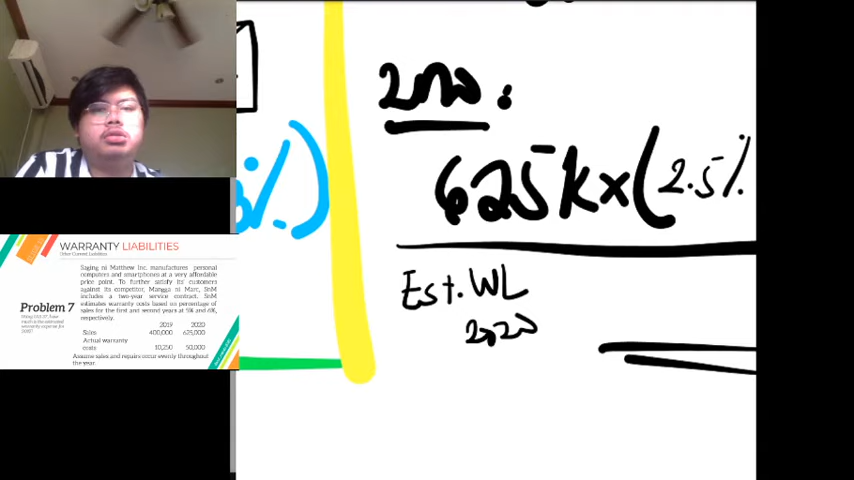 WARRANTY LIABILITIES
Other Current Liabilities
Problem 7
Saging ni Matthew Inc. manufactures personal
computers and smartphones at a very affordable
price point. To further satisfy its customers
against its competitor, Mangga ni Marc, SnM
includes a two-year service contract. SnM
estimates warranty costs based on percentage of
sales for the first and second years at 5% and 6%,
respectively.
2019 2020
Sales 400,000 625,000
Actual warranty
costs 10,250 50,000
Assume sales and repairs occur evenly throughout
the year.
%)
:
625k x (2.5%
Est. WL
2020